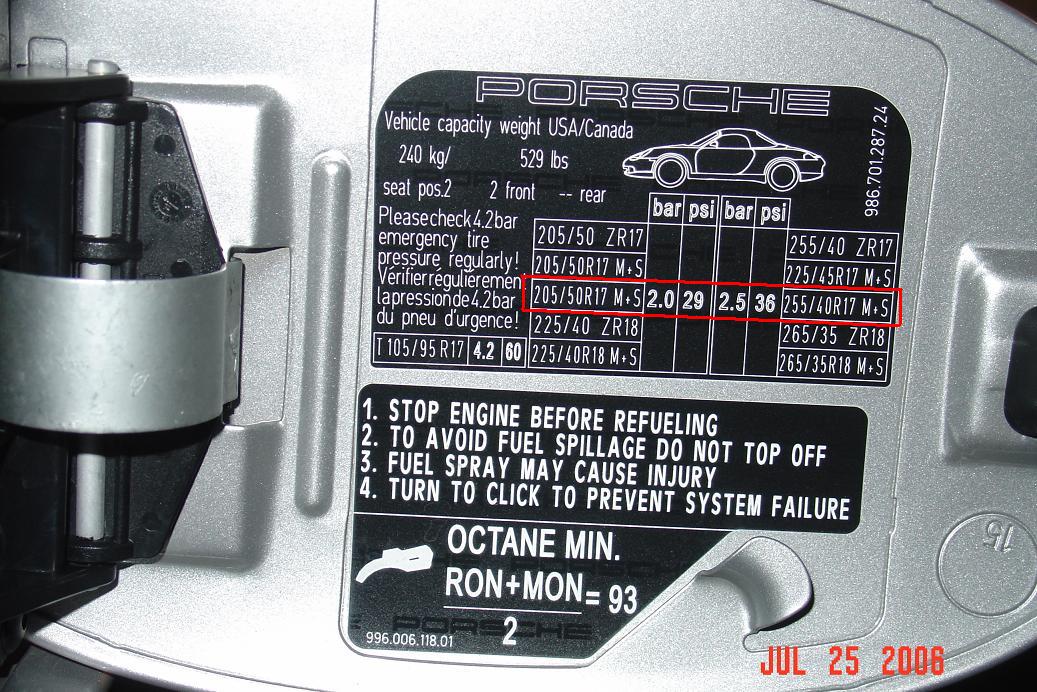 PORSCHE
Vehicle capacity weight USA/Canada
240 kg/ 529 lbs
seat pos.2 2 front -- rear
986.701.287.24
Please check 4.2 bar
emergency tire
pressure regularly!
Vérifier régulièremen
la pression de 4.2 bar
du pneu d'urgence!
T 105/95 R17 4.2 60
bar psi bar psi
205/50 ZR17 255/40 ZR17
205/50R17 M+S 225/45R17 M+S
205/50R17 M+S 2.0 29 2.5 36 255/40R17 M+S
225/40 ZR18 265/35 ZR18
225/40R18 M+S 265/35R18 M+S
1. STOP ENGINE BEFORE REFUELING
2. TO AVOID FUEL SPILLAGE DO NOT TOP OFF
3. FUEL SPRAY MAY CAUSE INJURY
4. TURN TO CLICK TO PREVENT SYSTEM FAILURE
OCTANE MIN.
RON+MON = 93
2
PORSCHE
996.006.118.01
15
JUL 25 2006